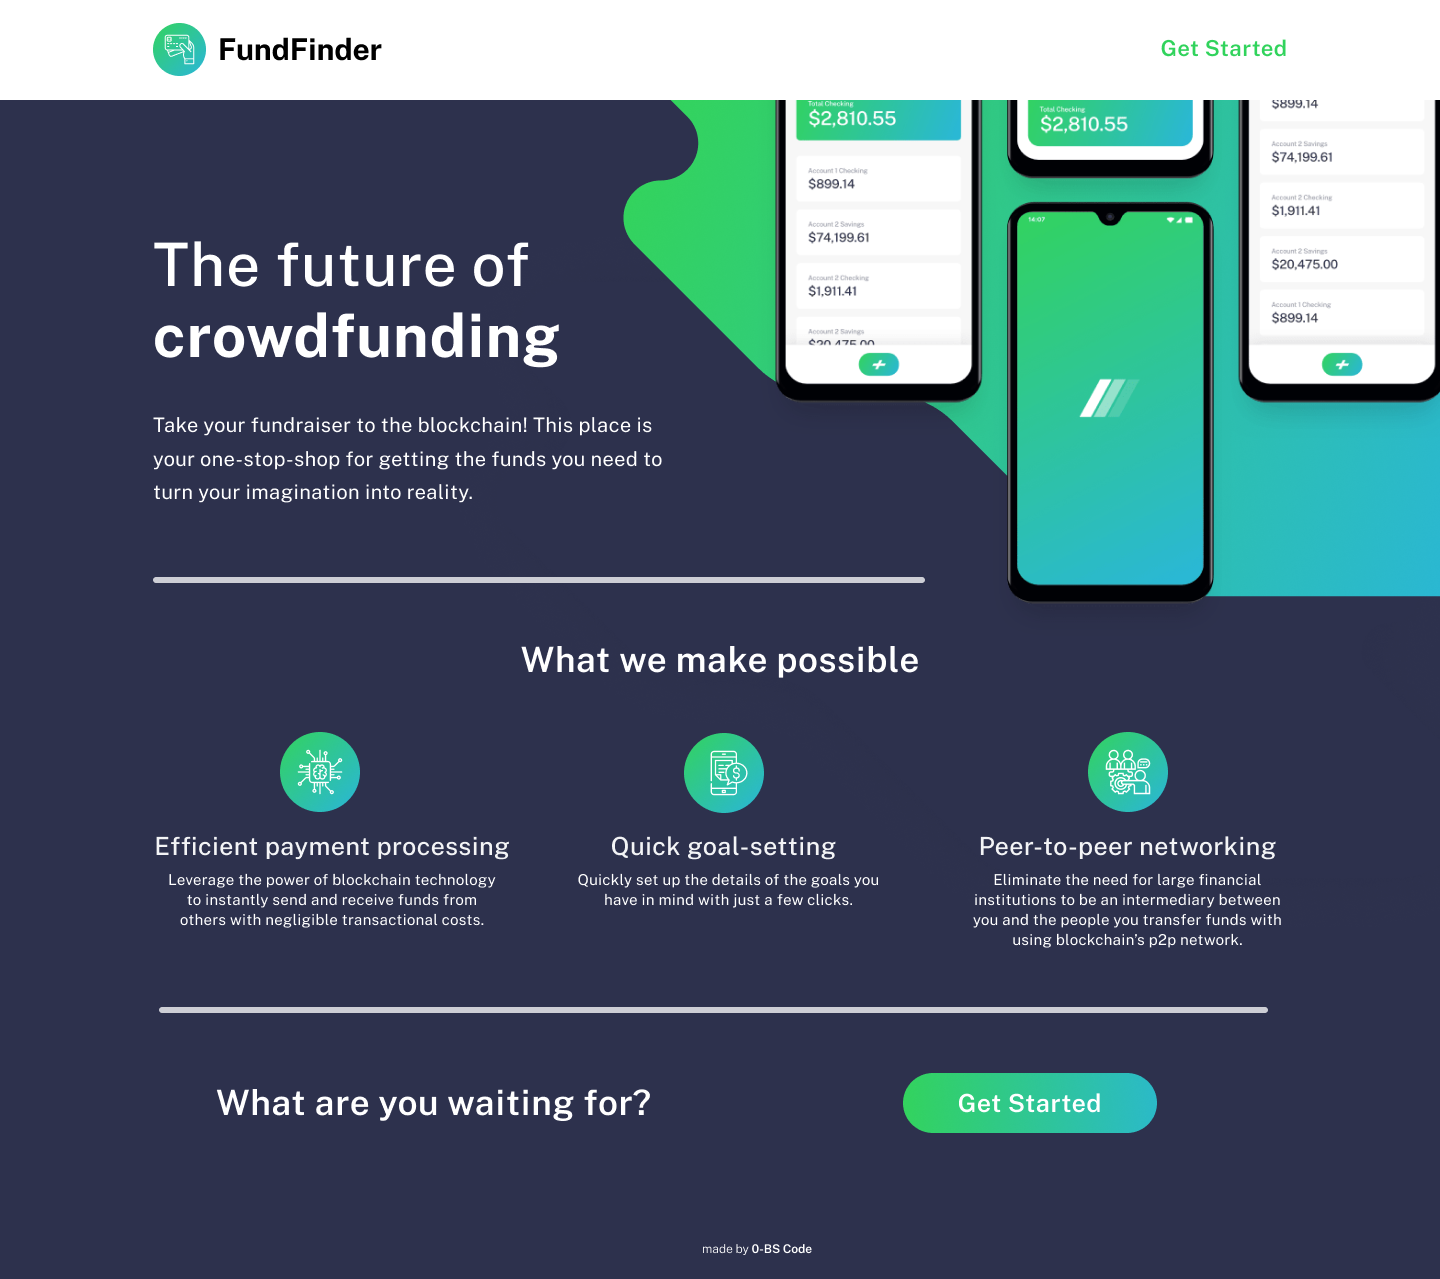 FundFinder
Get Started
Total Checking
$2,810.55
Account 1 Checking
$899.14
Account 2 Savings
$74,199.61
Account 2 Checking
$1,911.41
Account 2 Savings
$20,475.00
Total Checking
$2,810.55
14:07
$899.14
Account 2 Savings
$74,199.61
Account 2 Checking
$1,911.41
Account 2 Savings
$20,475.00
Account 1 Checking
$899.14
The future of
crowdfunding
Take your fundraiser to the blockchain! This place is
your one-stop-shop for getting the funds you need to
turn your imagination into reality.
What we make possible
Efficient payment processing
Leverage the power of blockchain technology
to instantly send and receive funds from
others with negligible transactional costs.
Quick goal-setting
Quickly set up the details of the goals you
have in mind with just a few clicks.
Peer-to-peer networking
Eliminate the need for large financial
institutions to be an intermediary between
you and the people you transfer funds with
using blockchain’s p2p network.
What are you waiting for?
Get Started
made by 0-BS Code